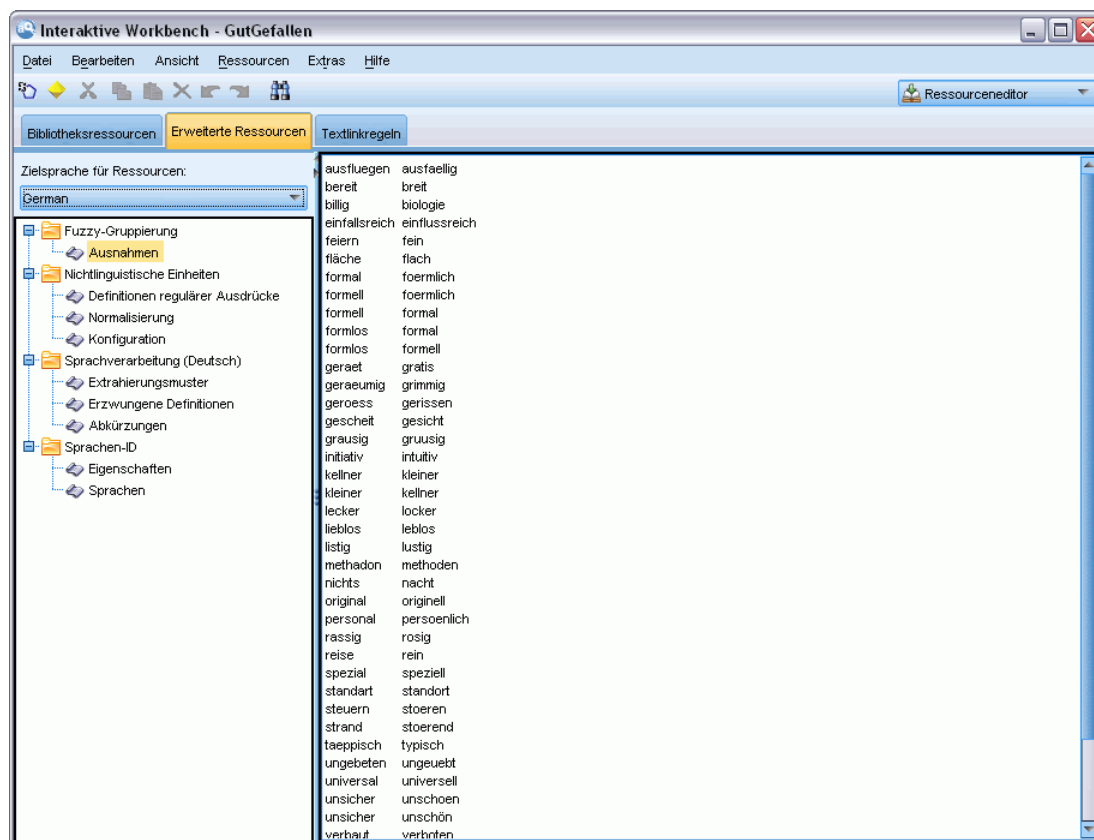 Interaktive Workbench - GutGefallen
Datei Bearbeiten Ansicht Ressourcen Extras Hilfe
Ressourceneditor
Bibliotheksressourcen Erweiterte Ressourcen Textlinkregeln
Zielsprache für Ressourcen:
German
Fuzzy-Gruppierung
Ausnahmen
Nichtlinguistische Einheiten
Definitionen regulärer Ausdrücke
Normalisierung
Konfiguration
Sprachverarbeitung (Deutsch)
Extrahierungsmuster
Erzwungene Definitionen
Abkürzungen
Sprachen-ID
Eigenschaften
Sprachen
ausfluegen ausfaellig
bereit breit
billig biologie
einfallsreich einflussreich
feiern fein
fläche flach
formal foermlich
formell foermlich
formell formal
formlos formal
formlos formell
geraet gratis
geraeumig grimmig
geroess gerissen
gescheit gesicht
grausig gruusig
initiativ intuitiv
kellner kleiner
kleiner kellner
lecker locker
lieblos leblos
listig lustig
methadon methoden
nichts nacht
original originell
personal persoenlich
rassig rosig
reise rein
spezial speziell
standart standort
steuern stoeren
strand stoerend
taeppisch typisch
ungebeten ungeuebt
universal universell
unsicher unschoen
unsicher unschön
verbaut verboten